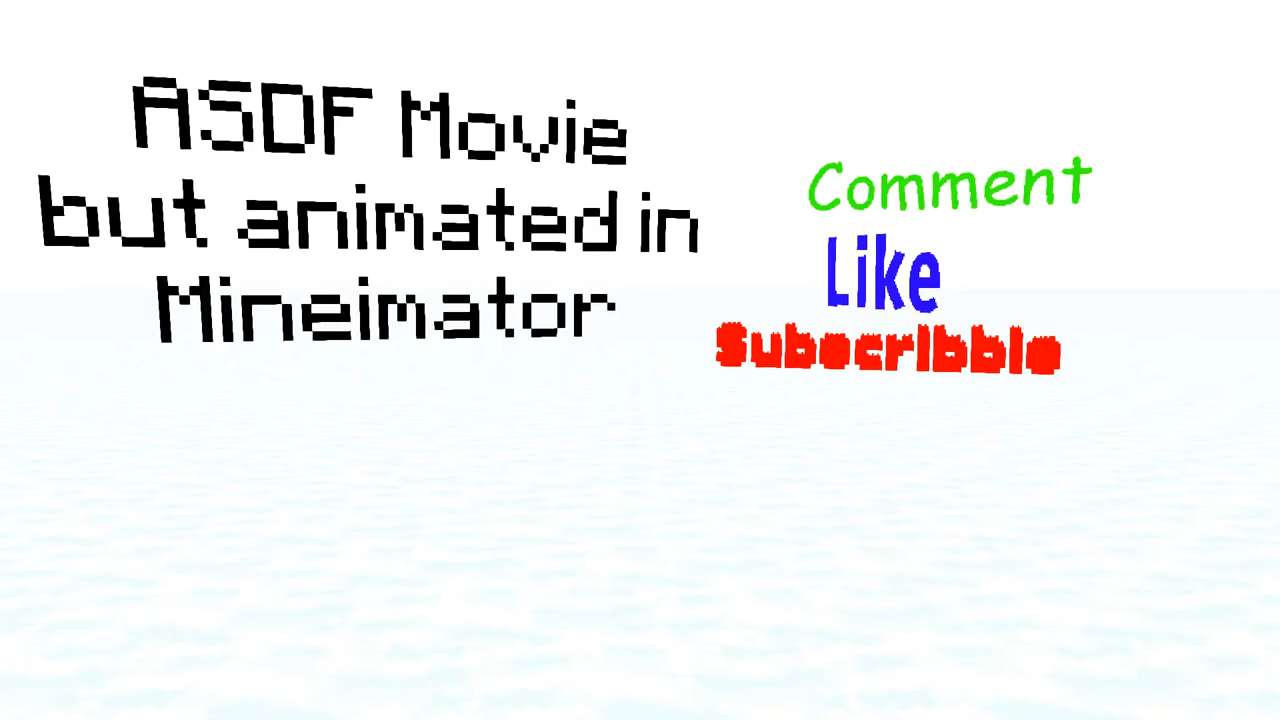 ASDF Movie
but animated in
Mineimator
Comment
Like
Subscribble